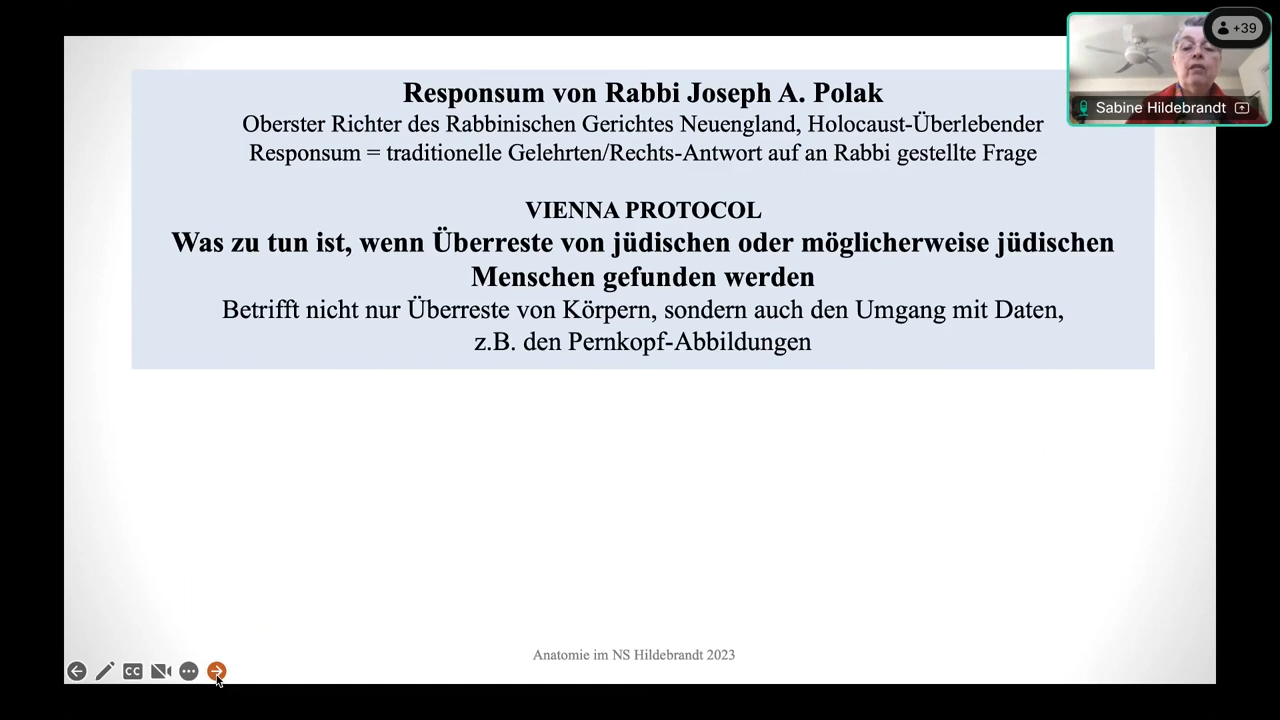 Responsum von Rabbi Joseph A. Polak
Oberster Richter des Rabbinischen Gerichtes Neuengland, Holocaust-Überlebender
Responsum = traditionelle Gelehrten/Rechts-Antwort auf an Rabbi gestellte Frage
VIENNA PROTOCOL
Was zu tun ist, wenn Überreste von jüdischen oder möglicherweise jüdischen
Menschen gefunden werden
Betrifft nicht nur Überreste von Körpern, sondern auch den Umgang mit Daten,
z.B. den Pernkopf-Abbildungen
+39
Sabine Hildebrandt
Anatomie im NS Hildebrandt 2023
CC